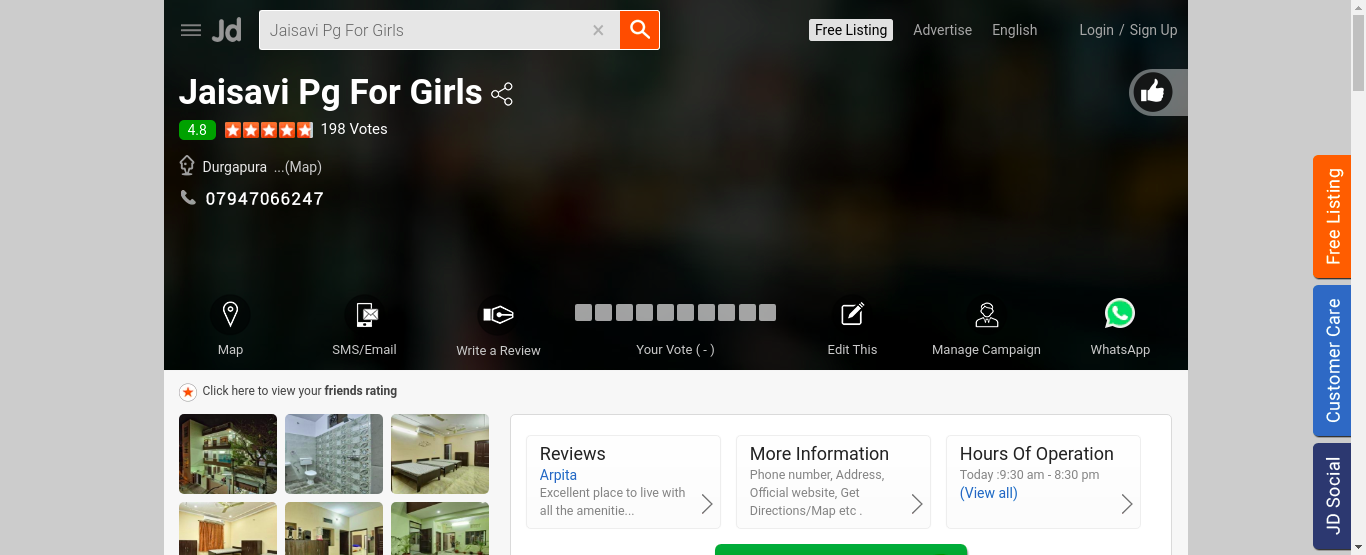 Jd
Jaisavi Pg For Girls
Free Listing
Advertise
English
Login / Sign Up
Jaisavi Pg For Girls
4.8
198 Votes
Durgapura ...(Map)
07947066247
Map
SMS/Email
Write a Review
Your Vote ( - )
Edit This
Manage Campaign
WhatsApp
Click here to view your friends rating
Reviews
Arpita
Excellent place to live with
all the amenitie...
More Information
Phone number, Address,
Official website, Get
Directions/Map etc .
Hours Of Operation
Today :9:30 am - 8:30 pm
(View all)
Free Listing
Customer Care
JD Social